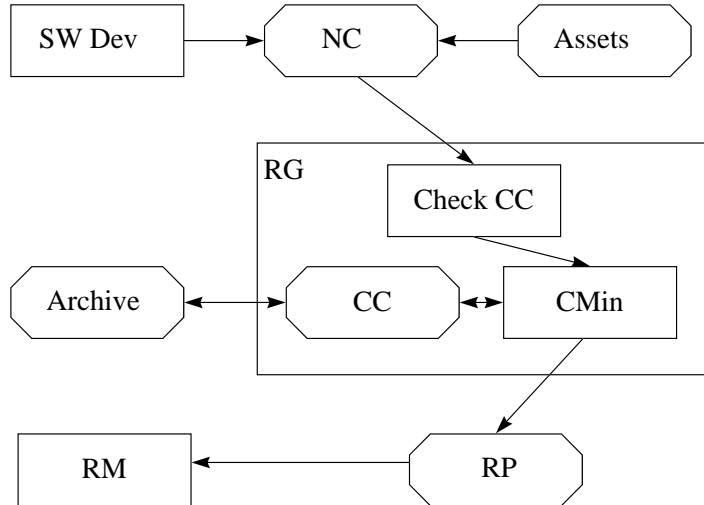 SW Dev
NC
Assets
RG
Check CC
Archive
CC
CMin
RM
RP